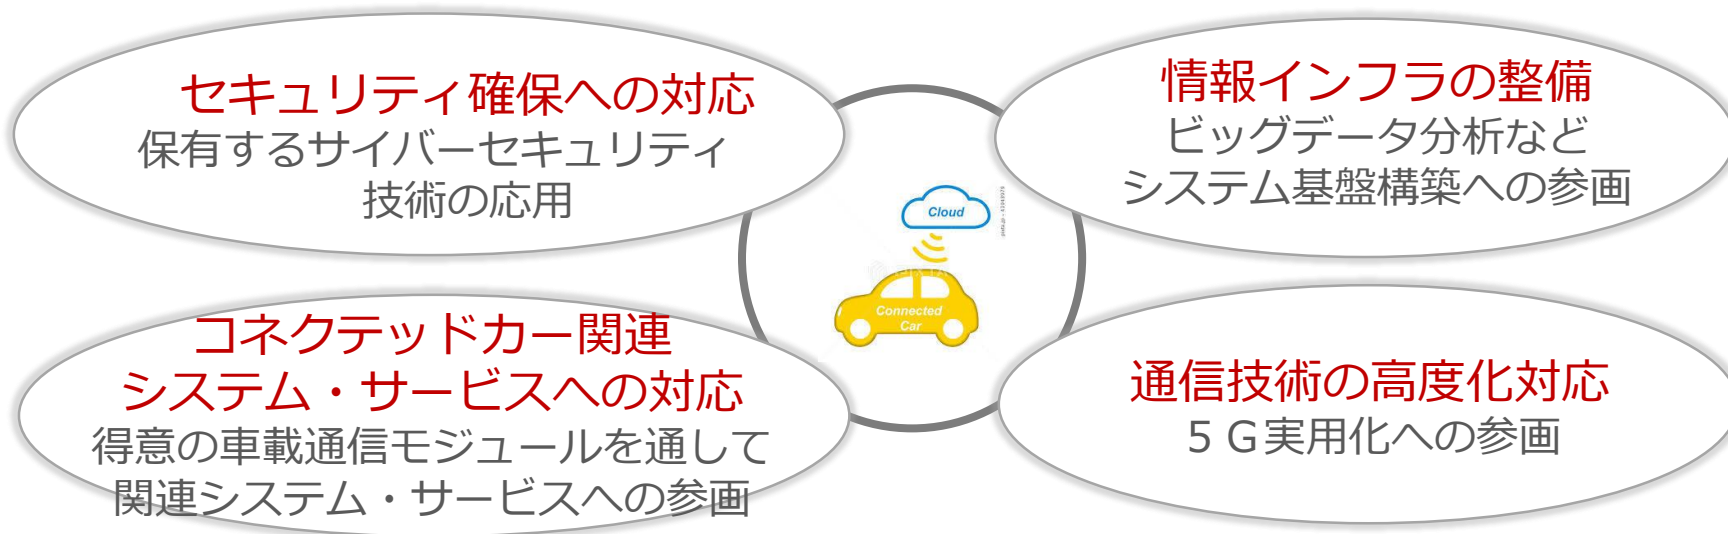 セキュリティ確保への対応
保有するサイバーセキュリティ
技術の応用
情報インフラの整備
ビッグデータ分析など
システム基盤構築への参画
Cloud
Connected
Car
コネクテッドカー関連
システム・サービスへの対応
得意の車載通信モジュールを通して
関連システム・サービスへの参画
通信技術の高度化対応
５Ｇ実用化への参画